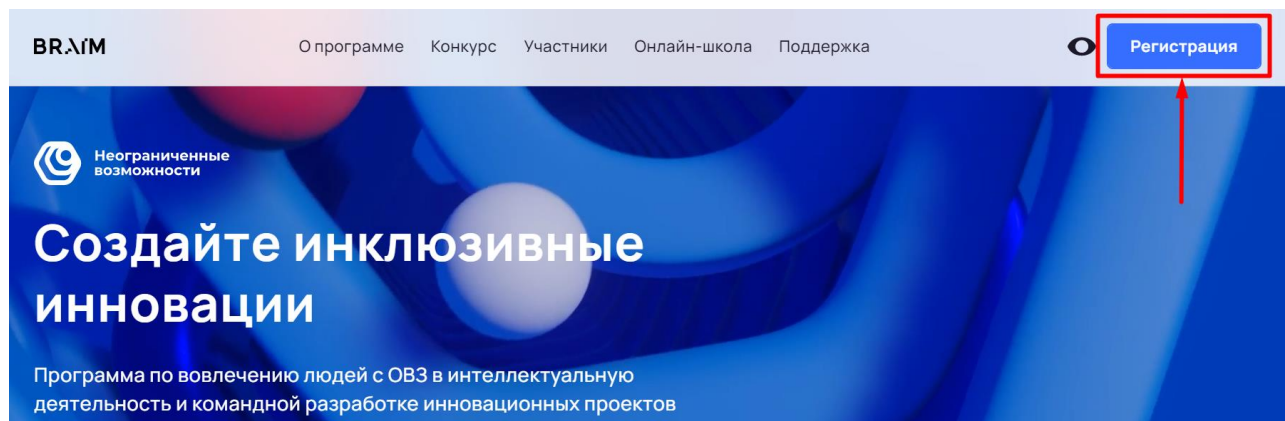 BRAIM
О программе Конкурс Участники Онлайн-школа Поддержка
Регистрация
Неограниченные
возможности
Создайте инклюзивные
инновации
Программа по вовлечению людей с ОВЗ в интеллектуальную
деятельность и командной разработке инновационных проектов